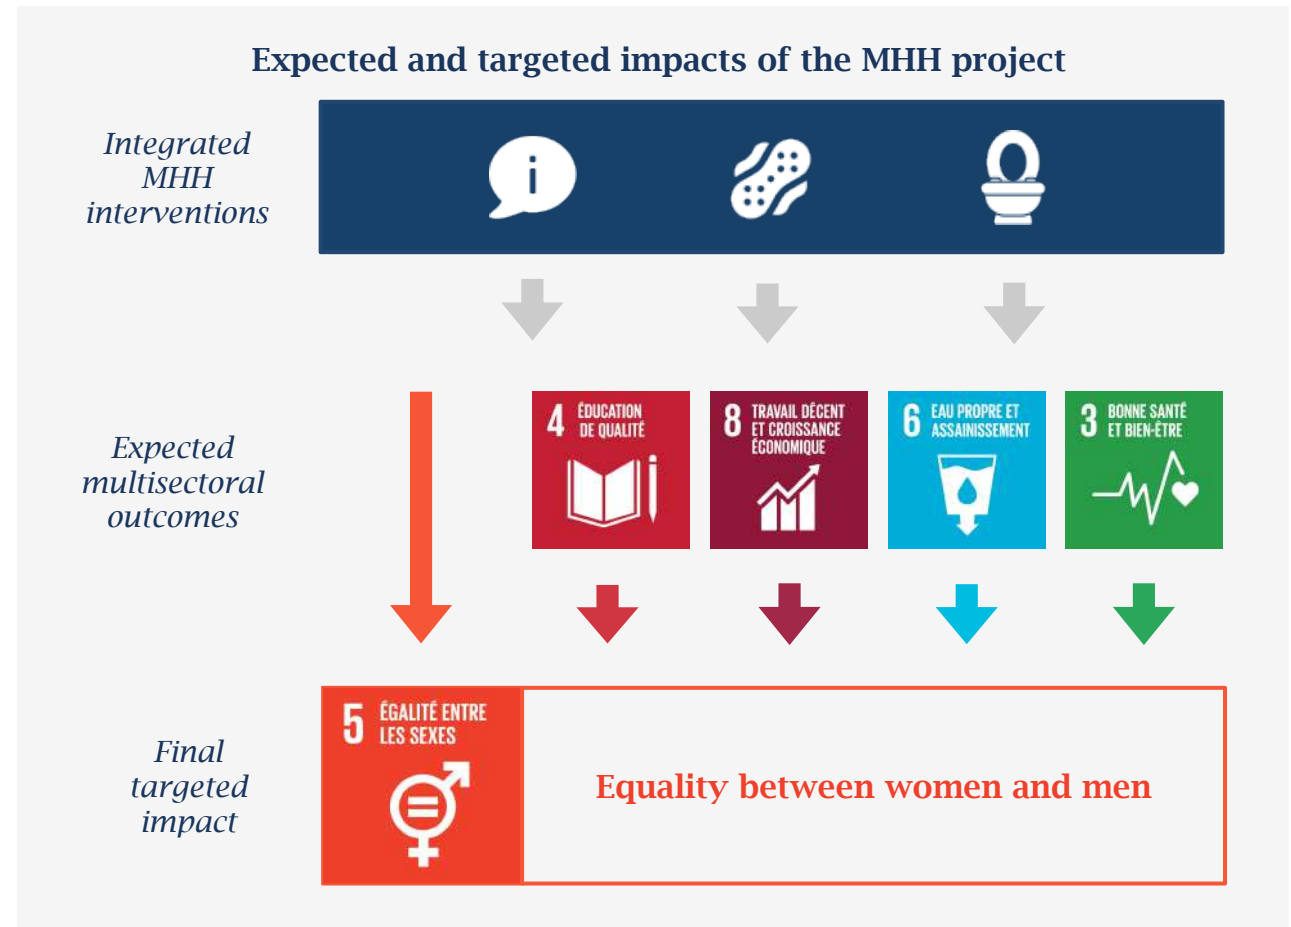 Expected and targeted impacts of the MHH project
Integrated
MHH
interventions
i
Expected
multisectoral
outcomes
4 ÉDUCATION
DE QUALITÉ
8 TRAVAIL DÉCENT
ET CROISSANCE
ÉCONOMIQUE
6 EAU PROPRE ET
ASSAINISSEMENT
3 BONNE SANTÉ
ET BIEN-ÊTRE
Final
targeted
impact
5 ÉGALITÉ ENTRE
LES SEXES
Equality between women and men